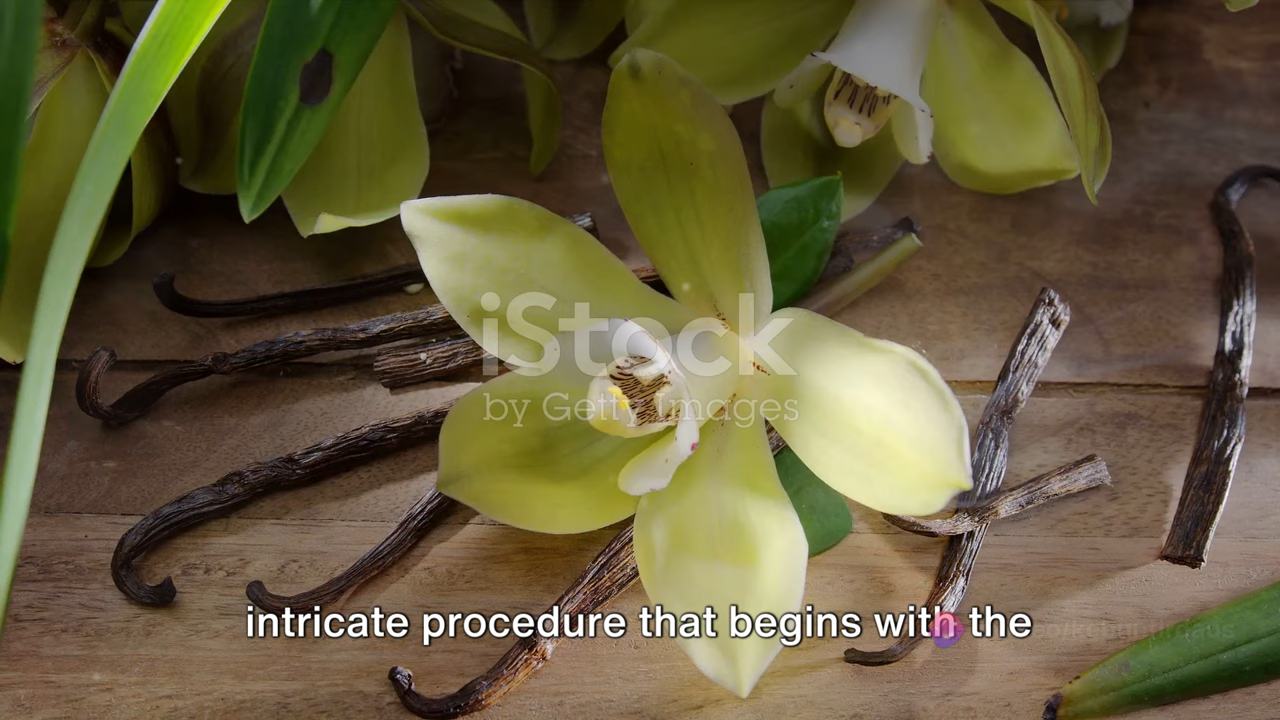 iStock
by Getty Images
intricate procedure that begins with the